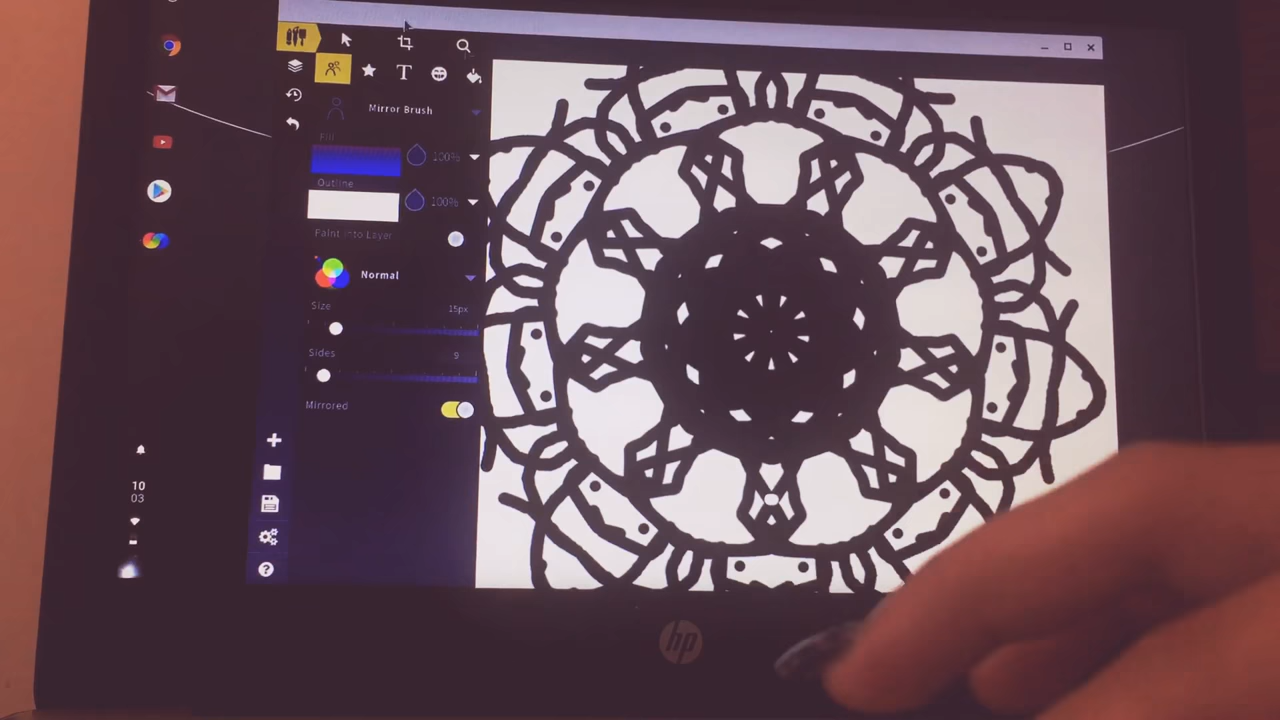 T
Mirror Brush
Fill
100%
Outline
100%
Paint Into Layer
Normal
Size
15px
Sides
9
Mirrored
10
03
?
hp